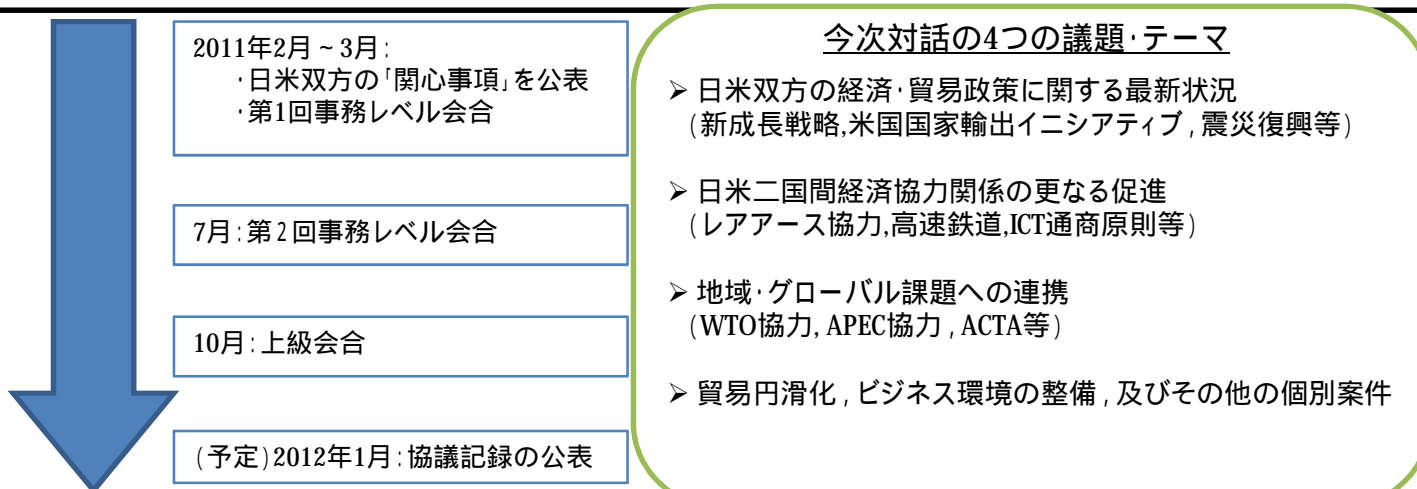 2011年2月~3月:
・日米双方の「関心事項」を公表
・第1回事務レベル会合
7月:第2回事務レベル会合
10月:上級会合
(予定)2012年1月:協議記録の公表
今次対話の4つの議題・テーマ
➢ 日米双方の経済・貿易政策に関する最新状況
(新成長戦略,米国国家輸出イニシアティブ,震災復興等)
➢ 日米二国間経済協力関係の更なる促進
(レアアース協力,高速鉄道,ICT通商原則等)
➢ 地域・グローバル課題への連携
(WTO協力, APEC協力, ACTA等)
➢ 貿易円滑化,ビジネス環境の整備,及びその他の個別案件